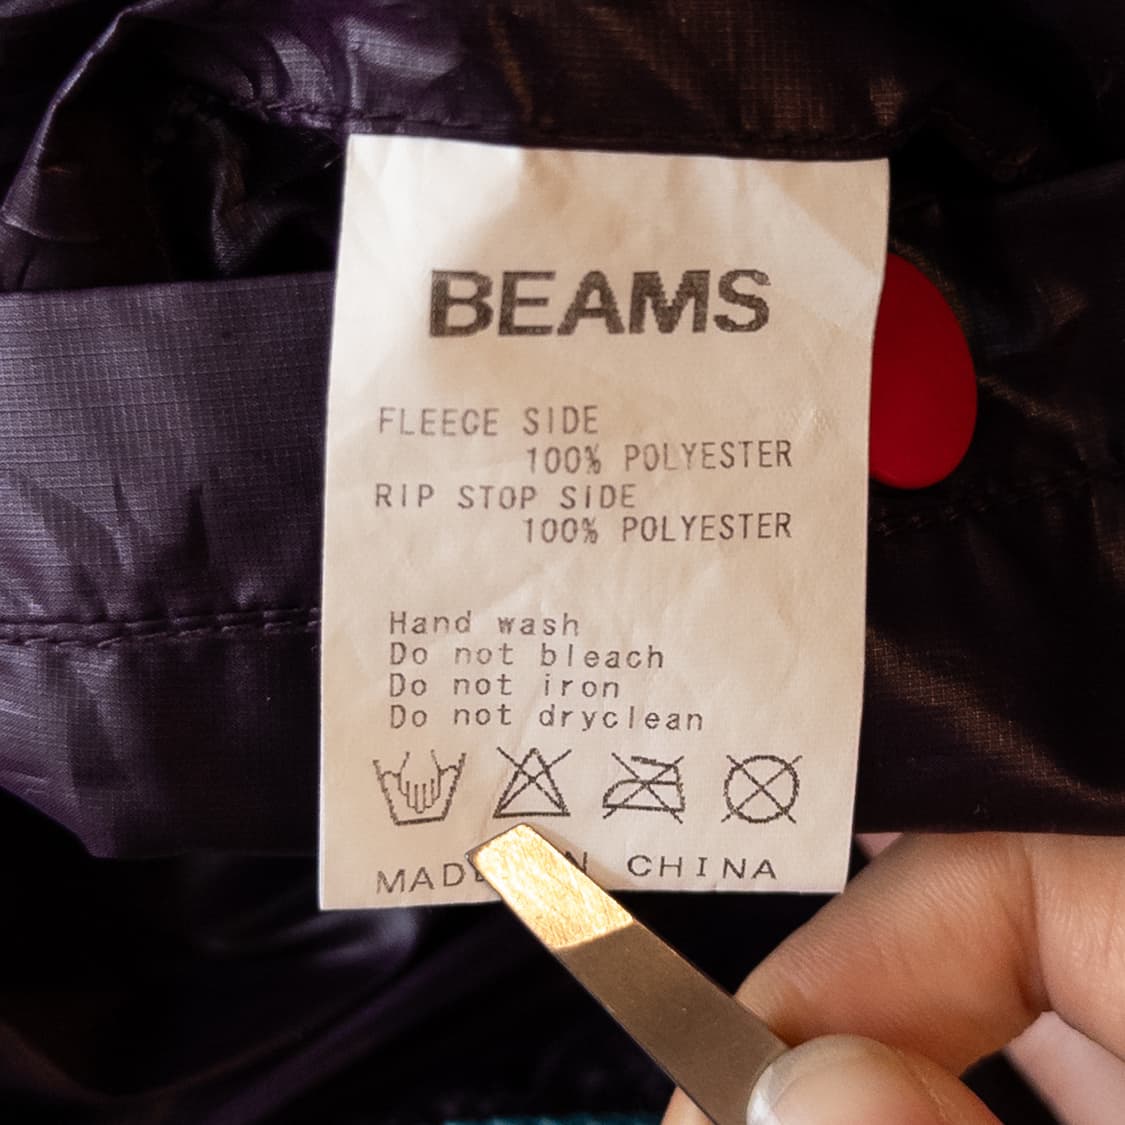 BEAMS
FLEECE SIDE
100% POLYESTER
RIP STOP SIDE
100% POLYESTER
Hand wash
Do not bleach
Do not iron
Do not dryclean
CHINA